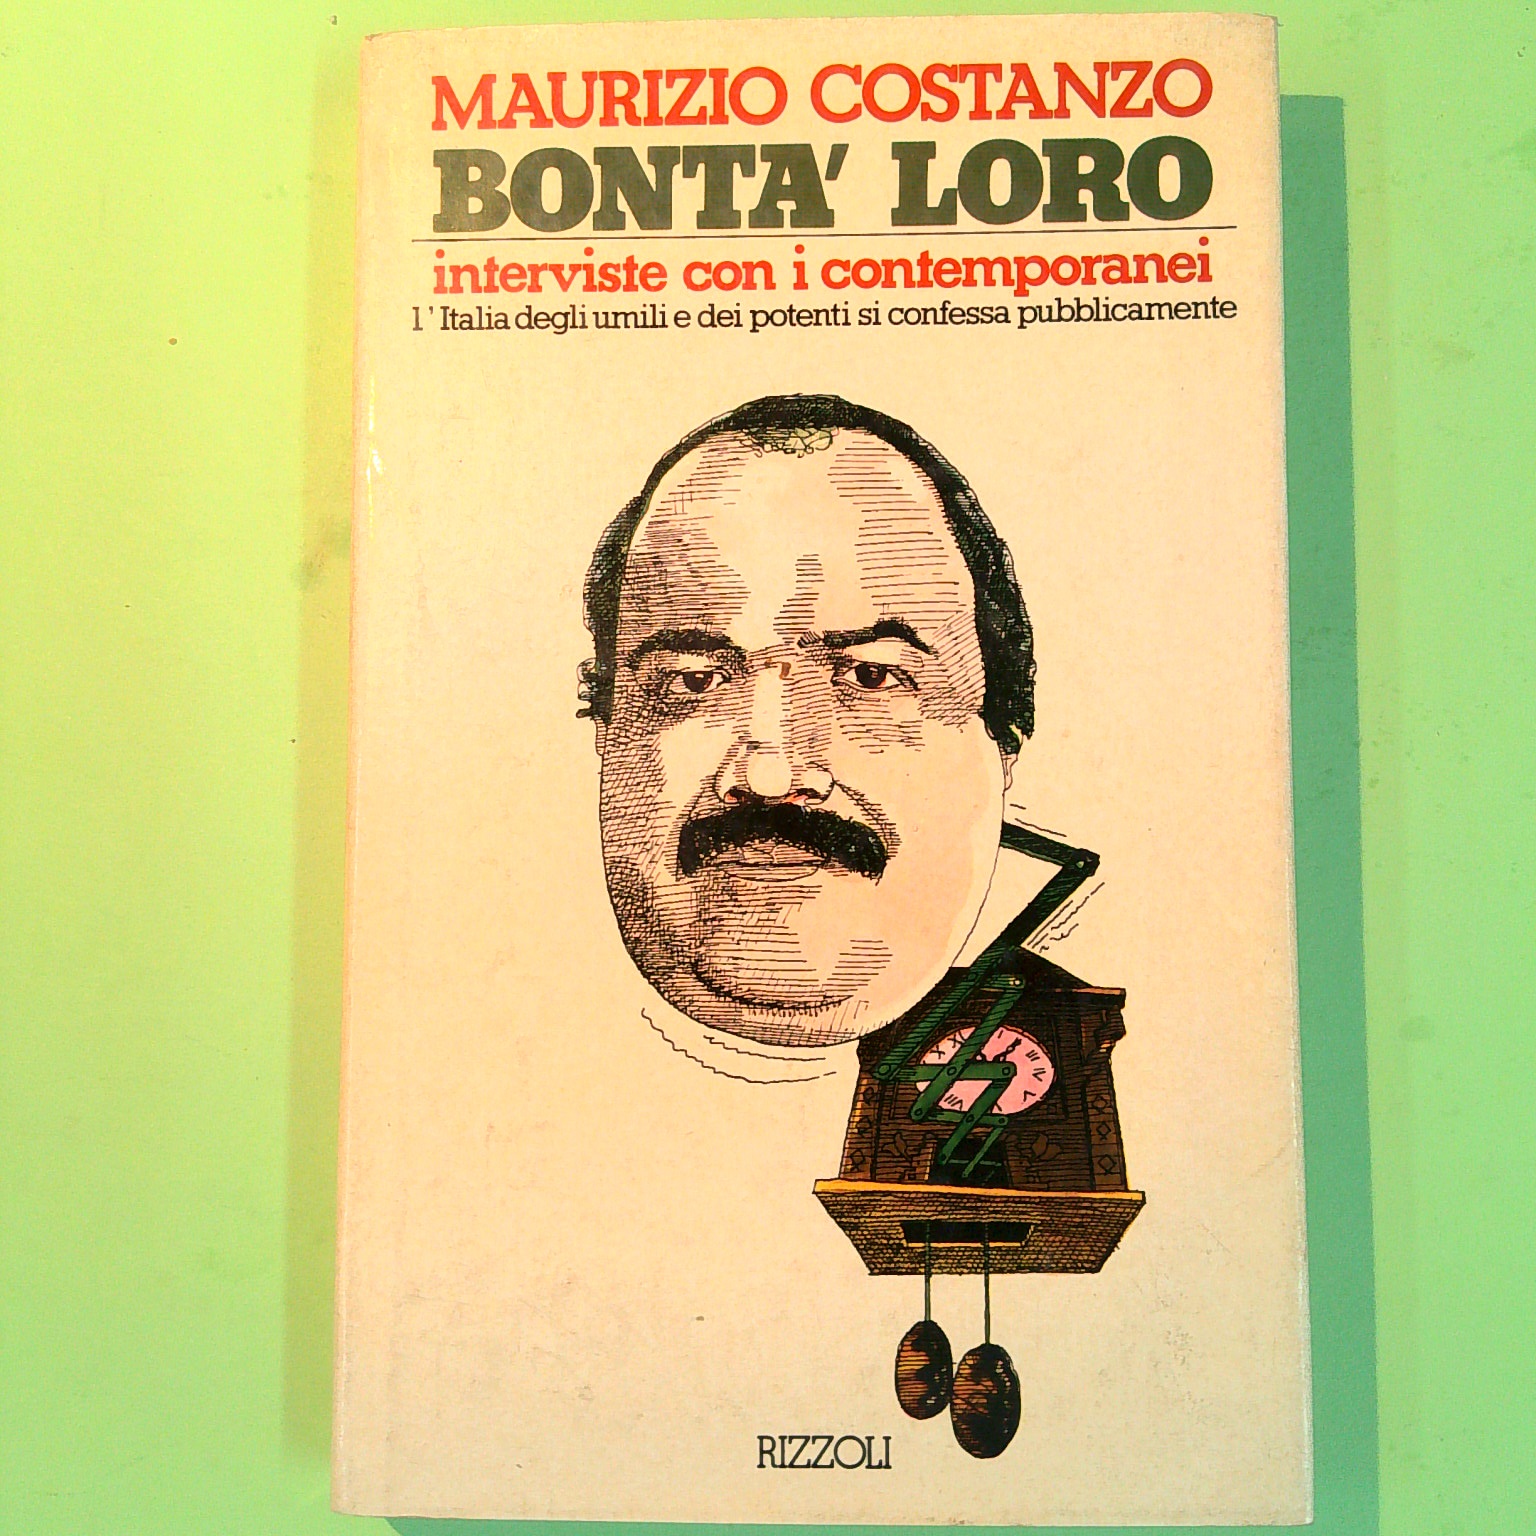 MAURIZIO COSTANZO
BONTA' LORO
interviste con i contemporanei
l'Italia degli umili e dei potenti si confessa pubblicamente
RIZZOLI